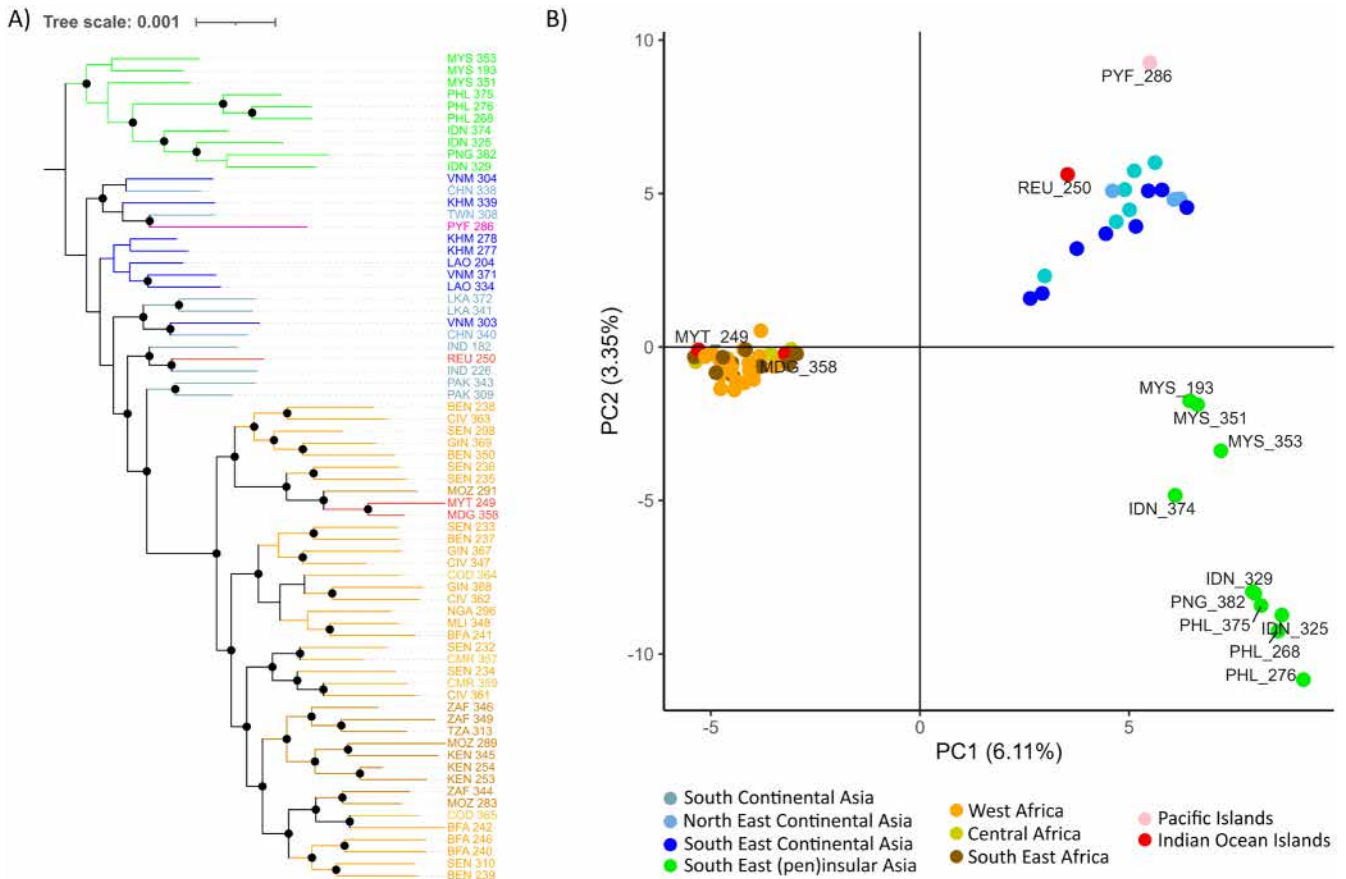 A)
Tree scale: 0.001
MYS 353
MYS 193
MYS 351
PHL 375
PHL 276
PHL 268
IDN 374
IDN 325
PNG 382
IDN 329
VNM 304
CHN 338
KHM 339
TWN 308
PYF 286
KHM 278
KHM 277
LAO 204
VNM 371
LAO 334
LKA 372
LKA 341
VNM 303
CHN 340
IND 182
REU 250
IND 226
PAK 343
PAK 309
BEN 238
CIV 363
SEN 298
GIN 369
BEN 350
SEN 238
SEN 235
MOZ 291
MYT 249
MDG 358
SEN 233
BEN 237
GIN 367
CIV 347
COD 364
GIN 368
CIV 362
NGA 296
MLI 348
BFA 241
SEN 232
CMR 357
SEN 234
CMR 359
CIV 361
ZAF 346
ZAF 349
TZA 313
MOZ 289
KEN 345
KEN 254
KEN 253
ZAF 344
MOZ 283
COD 365
BFA 242
BFA 246
BFA 240
SEN 310
BEN 239
B)
PC2 (3.35%)
10
5
0
-5
-10
PYF_286
REU_250
MYT_249
MDG_358
MYS_193
MYS_351
MYS_353
IDN_374
IDN_329
PNG_382
PHL_375
IDN_325
PHL_268
PHL_276
-5
0
5
PC1 (6.11%)
South Continental Asia
North East Continental Asia
South East Continental Asia
South East (pen)insular Asia
West Africa
Central Africa
South East Africa
Pacific Islands
Indian Ocean Islands